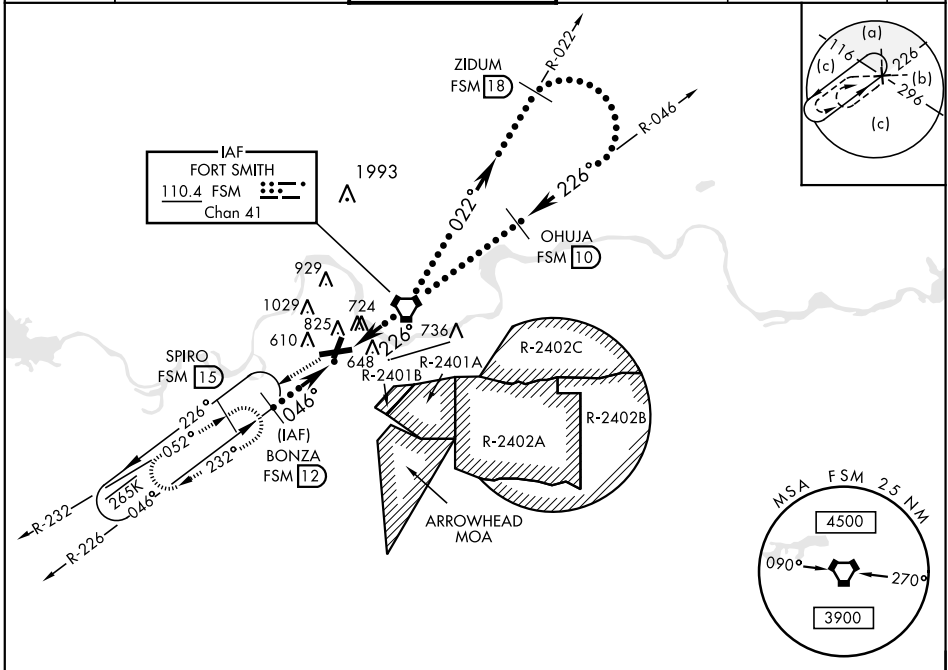 ZIDUM
FSM 18
R-022
(a)
116
226
(c)
(b)
296
(c)
R-046
IAF
FORT SMITH
110.4 FSM
Chan 41
1993
022°
226°
OHUJA
FSM 10
929
1029
724
825
610
648
226°
736
R-2402C
R-2401A
R-2401B
SPIRO
FSM 15
226°
046°
052°
(IAF)
BONZA
FSM 12
232°
265K
046°
R-232
R-226
R-2402A
R-2402B
ARROWHEAD
MOA
MSA FSM 25 NM
4500
090°
270°
3900